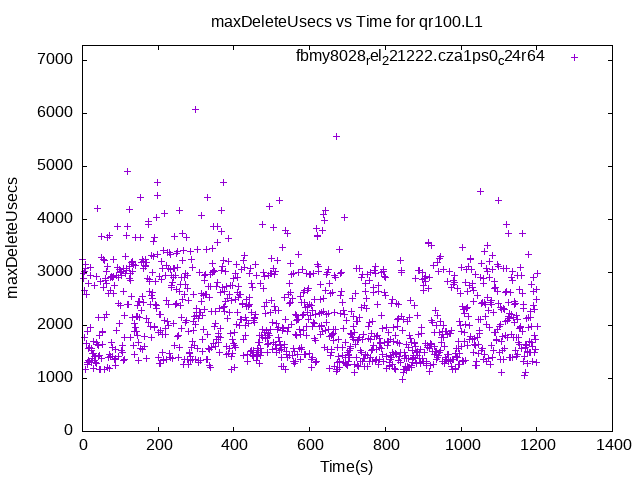 maxDeleteUsecs vs Time for qr100.L1
fbmy8028rel221222.cza1ps0c24r64
7000
6000
5000
4000
3000
2000
1000
0
maxDeleteUsecs
0 200 400 600 800 1000 1200 1400
Time(s)